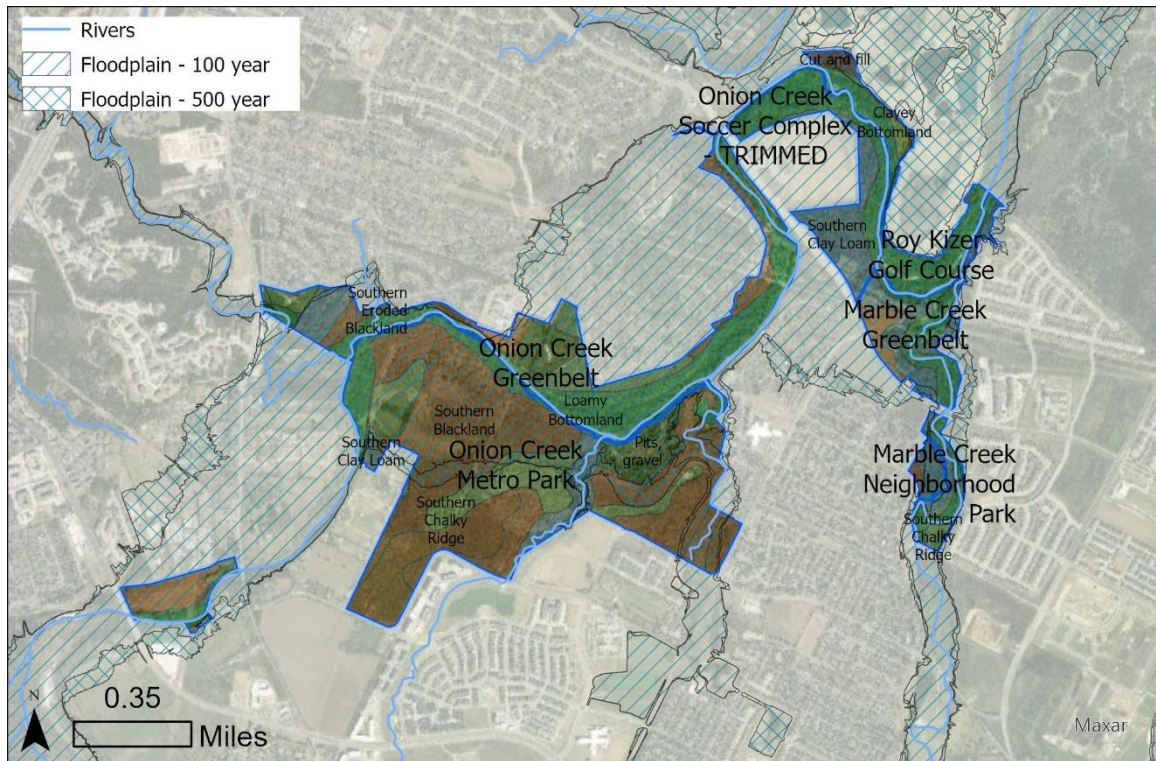 Rivers
Floodplain - 100 year
Floodplain - 500 year
Cut and fill
Onion Creek
Soccer Complex
- TRIMMED
Clayey
Bottomland
Southern
Clay Loam
Roy Kizer
Golf Course
Marble Creek
Greenbelt
Southern
Eroded
Blackland
Onion Creek
Greenbelt
Loamy
Bottomland
Southern
Blackland
Southern
Clay Loam
Onion Creek
Metro Park
Pits,
gravel
Marble Creek
Neighborhood
Park
Southern
Chalky
Ridge
Southern
Chalky
Ridge
N
0.35
Miles
Maxar